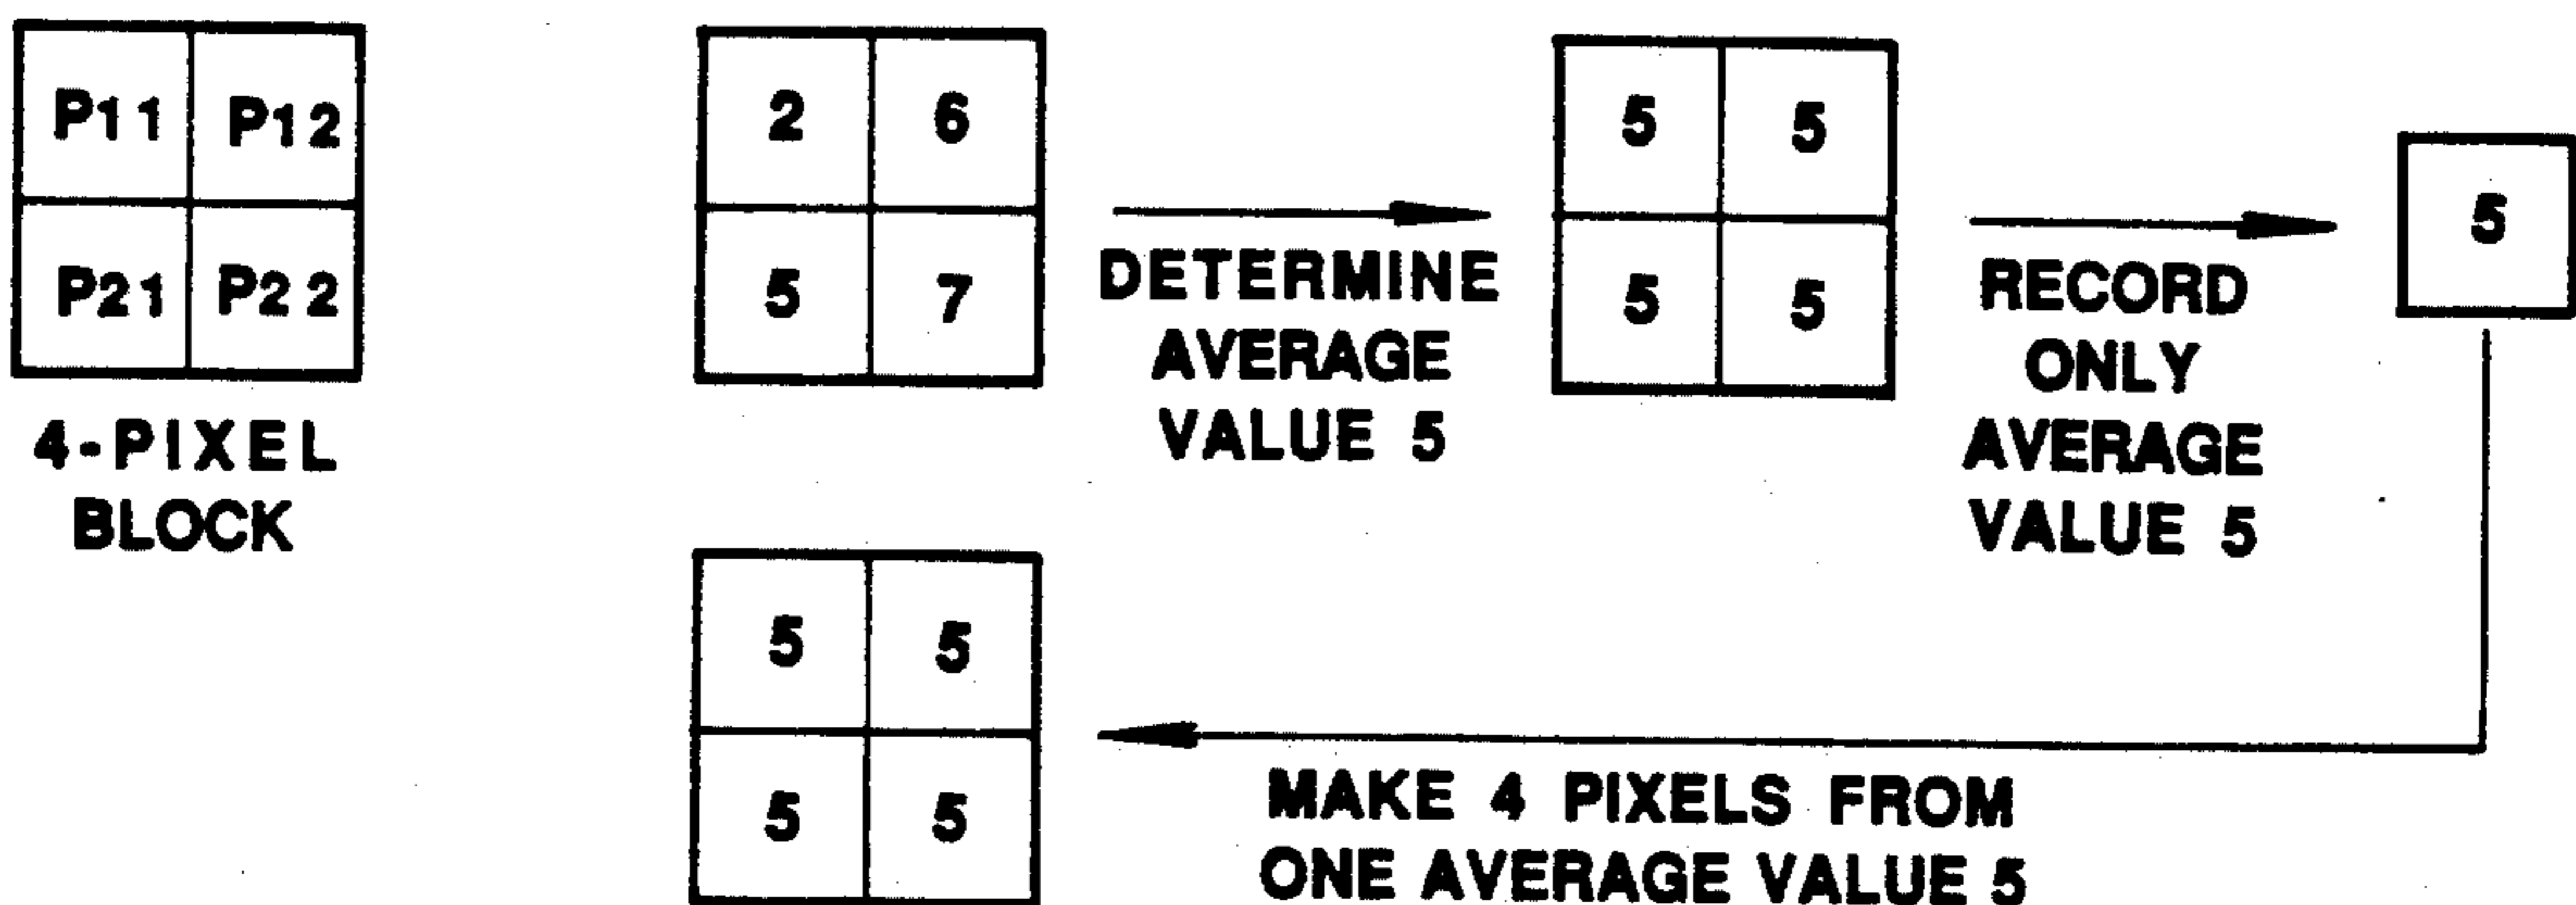 P11 P12
P21 P22
4-PIXEL
BLOCK
2 6
5 7
DETERMINE
AVERAGE
VALUE 5
5 5
5 5
RECORD
ONLY
AVERAGE
VALUE 5
5
5 5
5 5
MAKE 4 PIXELS FROM
ONE AVERAGE VALUE 5